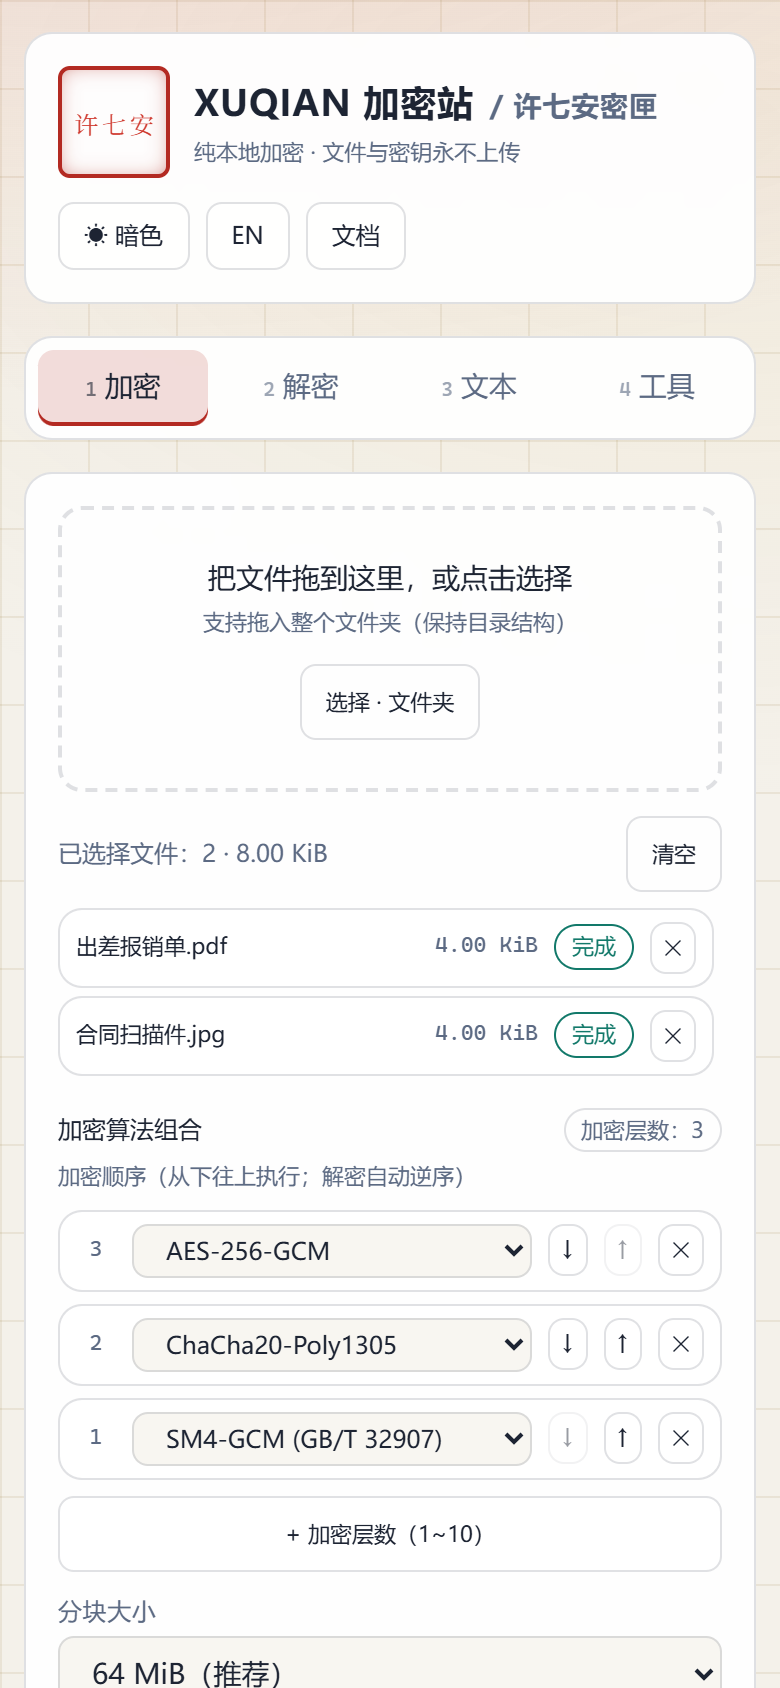 许七安
XUQIAN 加密站 / 许七安密匣
纯本地加密 · 文件与密钥永不上传
暗色 EN 文档
1 加密 2 解密 3 文本 4 工具
把文件拖到这里，或点击选择
支持拖入整个文件夹（保持目录结构）
选择 · 文件夹
已选择文件：2 · 8.00 KiB 清空
出差报销单.pdf 4.00 KiB 完成 ×
合同扫描件.jpg 4.00 KiB 完成 ×
加密算法组合 加密层数：3
加密顺序（从下往上执行；解密自动逆序）
3 AES-256-GCM ↓ ↑ ×
2 ChaCha20-Poly1305 ↓ ↑ ×
1 SM4-GCM (GB/T 32907) ↓ ↑ ×
+ 加密层数（1~10）
分块大小
64 MiB（推荐）